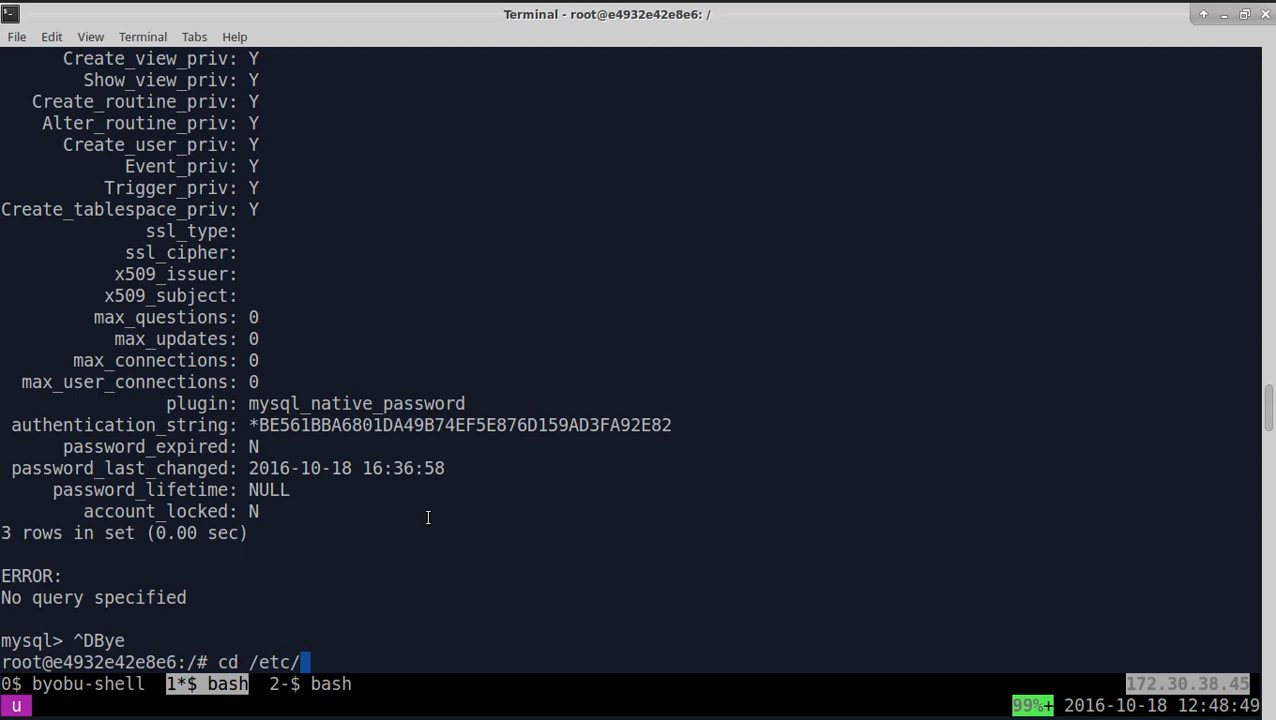 Terminal - root@e4932e42e8e6: /
File Edit View Terminal Tabs Help
Create_view_priv: Y
Show_view_priv: Y
Create_routine_priv: Y
Alter_routine_priv: Y
Create_user_priv: Y
Event_priv: Y
Trigger_priv: Y
Create_tablespace_priv: Y
ssl_type:
ssl_cipher:
x509_issuer:
x509_subject:
max_questions: 0
max_updates: 0
max_connections: 0
max_user_connections: 0
plugin: mysql_native_password
authentication_string: *BE561BBA6801DA49B74EF5E876D159AD3FA92E82
password_expired: N
password_last_changed: 2016-10-18 16:36:58
password_lifetime: NULL
account_locked: N
3 rows in set (0.00 sec)
ERROR:
No query specified
mysql> ^DBye
root@e4932e42e8e6:/# cd /etc/
0$ byobu-shell 1*$ bash 2-$ bash 172.30.38.45
u 99%+ 2016-10-18 12:48:49